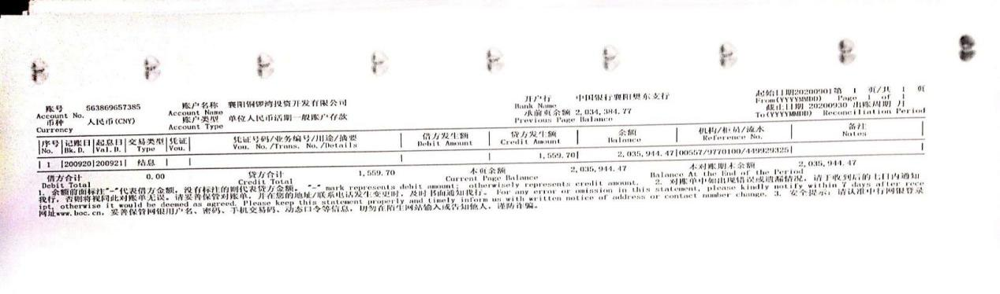 账号 563869657385 账户名称 襄阳铜锣湾投资开发有限公司 开户行 中国银行襄阳樊东支行 起始日期20200901第 1 页/共 1 页
Account No. Account Name Bank Name From(YYYYMMDD) Page 1 of 1
币种 人民币(CNY) 账户类型 单位人民币活期一般账户存款 承前页余额 2,034,384.77 截止日期 20200930 出账周期 月
Currency Account Type Previous Page Balance To(YYYYMMDD) Reconciliation Period
序号 记账日 起息日 交易类型 凭证 凭证号码/业务编号/用途/摘要 借方发生额 贷方发生额 余额 机构/柜员/流水 备注
No. Bk.D. Val.D. Type Vou. Vou. No./Trans. No./Details Debit Amount Credit Amount Balance Reference No. Notes
1 200920 200921 结息 1,559.70 2,035,944.47 00557/9770100/449929325
借方合计 0.00 贷方合计 1,559.70 本页余额 2,035,944.47 本对账期末余额 2,035,944.47
Debit Total Credit Total Current Page Balance Balance At the End of the Period
1. 余额前面标注"-"代表借方金额，没有标注的则代表贷方金额。 "-" mark represents debit amount; otherwisely represents credit amount. 2. 对账单中如出现错误或遗漏情况，请于收到后的七日内通知
我行，否则将视同此对账单无误。请妥善保管对账单，并在您的地址/联系电话发生变更时，及时书面通知我行。 For any error or omission in this statement, please kindly notify within 7 days after rece
ipt, otherwise it would be deemed as agreed. Please keep this statement properly and timely inform us with written notice of address or contact number change. 3. 安全提示：请认准中行网银登录
网址www.boc.cn，妥善保管网银用户名、密码、手机交易码、动态口令等信息，切勿在陌生网站输入或告知他人，谨防诈骗。